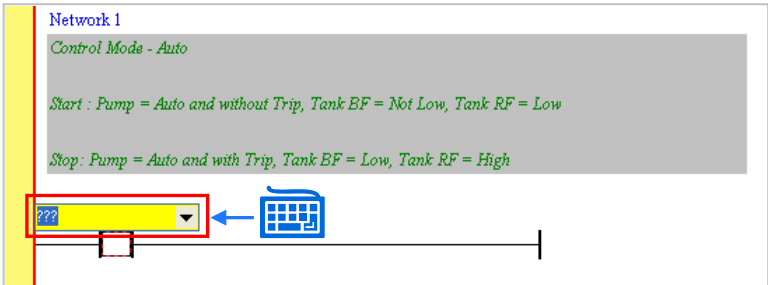 Network 1
Control Mode - Auto
Start : Pump = Auto and without Trip, Tank BF = Not Low, Tank RF = Low
Stop: Pump = Auto and with Trip, Tank BF = Low, Tank RF = High
???